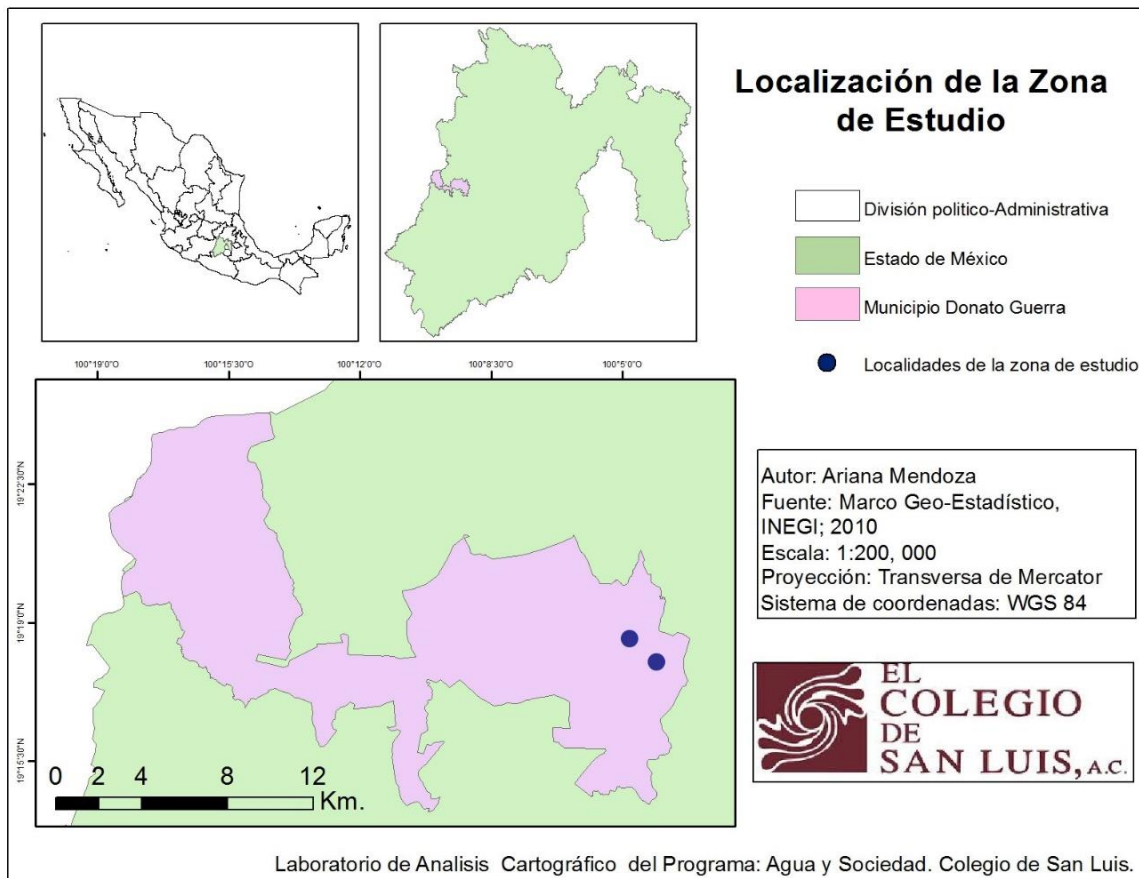 Localización de la Zona
de Estudio
División politico-Administrativa
Estado de México
Municipio Donato Guerra
Localidades de la zona de estudio
100°19'0"O
100°15'30"O
100°12'0"O
100°8'30"O
100°5'0"O
19°22'30"N
19°19'0"N
19°15'30"N
0 2 4 8 12
Km.
Autor: Ariana Mendoza
Fuente: Marco Geo-Estadístico,
INEGI; 2010
Escala: 1:200, 000
Proyección: Transversa de Mercator
Sistema de coordenadas: WGS 84
EL
COLEGIO
DE
SAN LUIS, A.C.
Laboratorio de Analisis Cartográfico del Programa: Agua y Sociedad. Colegio de San Luis.